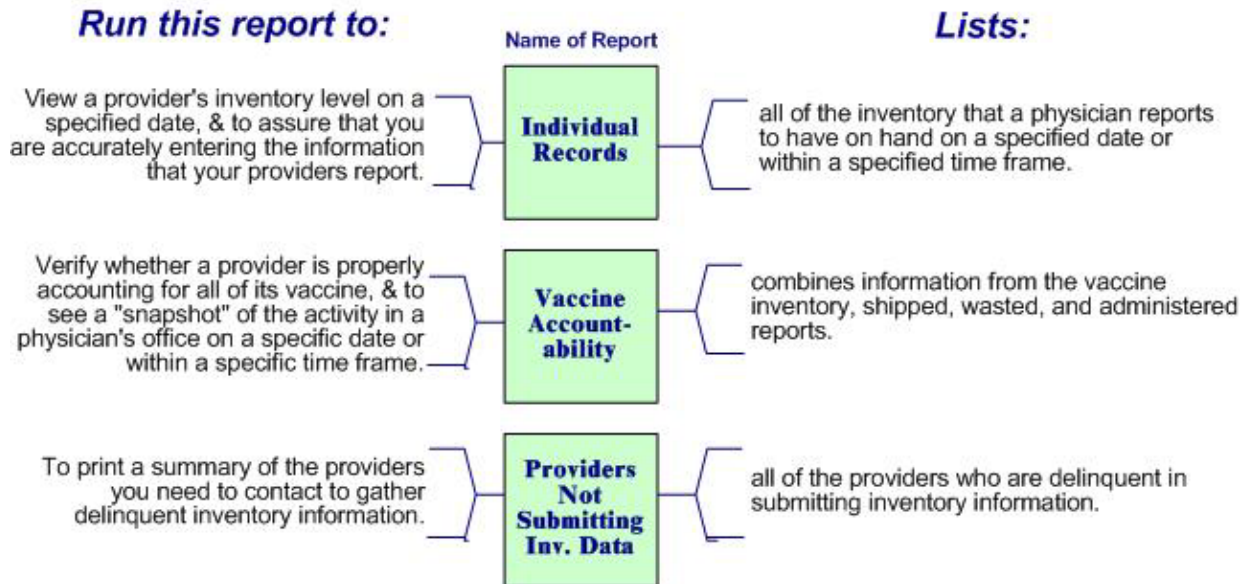 Run this report to:
Name of Report
Lists:
View a provider's inventory level on a
specified date, & to assure that you
are accurately entering the information
that your providers report.
Individual
Records
all of the inventory that a physician reports
to have on hand on a specified date or
within a specified time frame.
Verify whether a provider is properly
accounting for all of its vaccine, & to
see a "snapshot" of the activity in a
physician's office on a specific date or
within a specific time frame.
Vaccine
Account-
ability
combines information from the vaccine
inventory, shipped, wasted, and administered
reports.
To print a summary of the providers
you need to contact to gather
delinquent inventory information.
Providers
Not
Submitting
Inv. Data
all of the providers who are delinquent in
submitting inventory information.